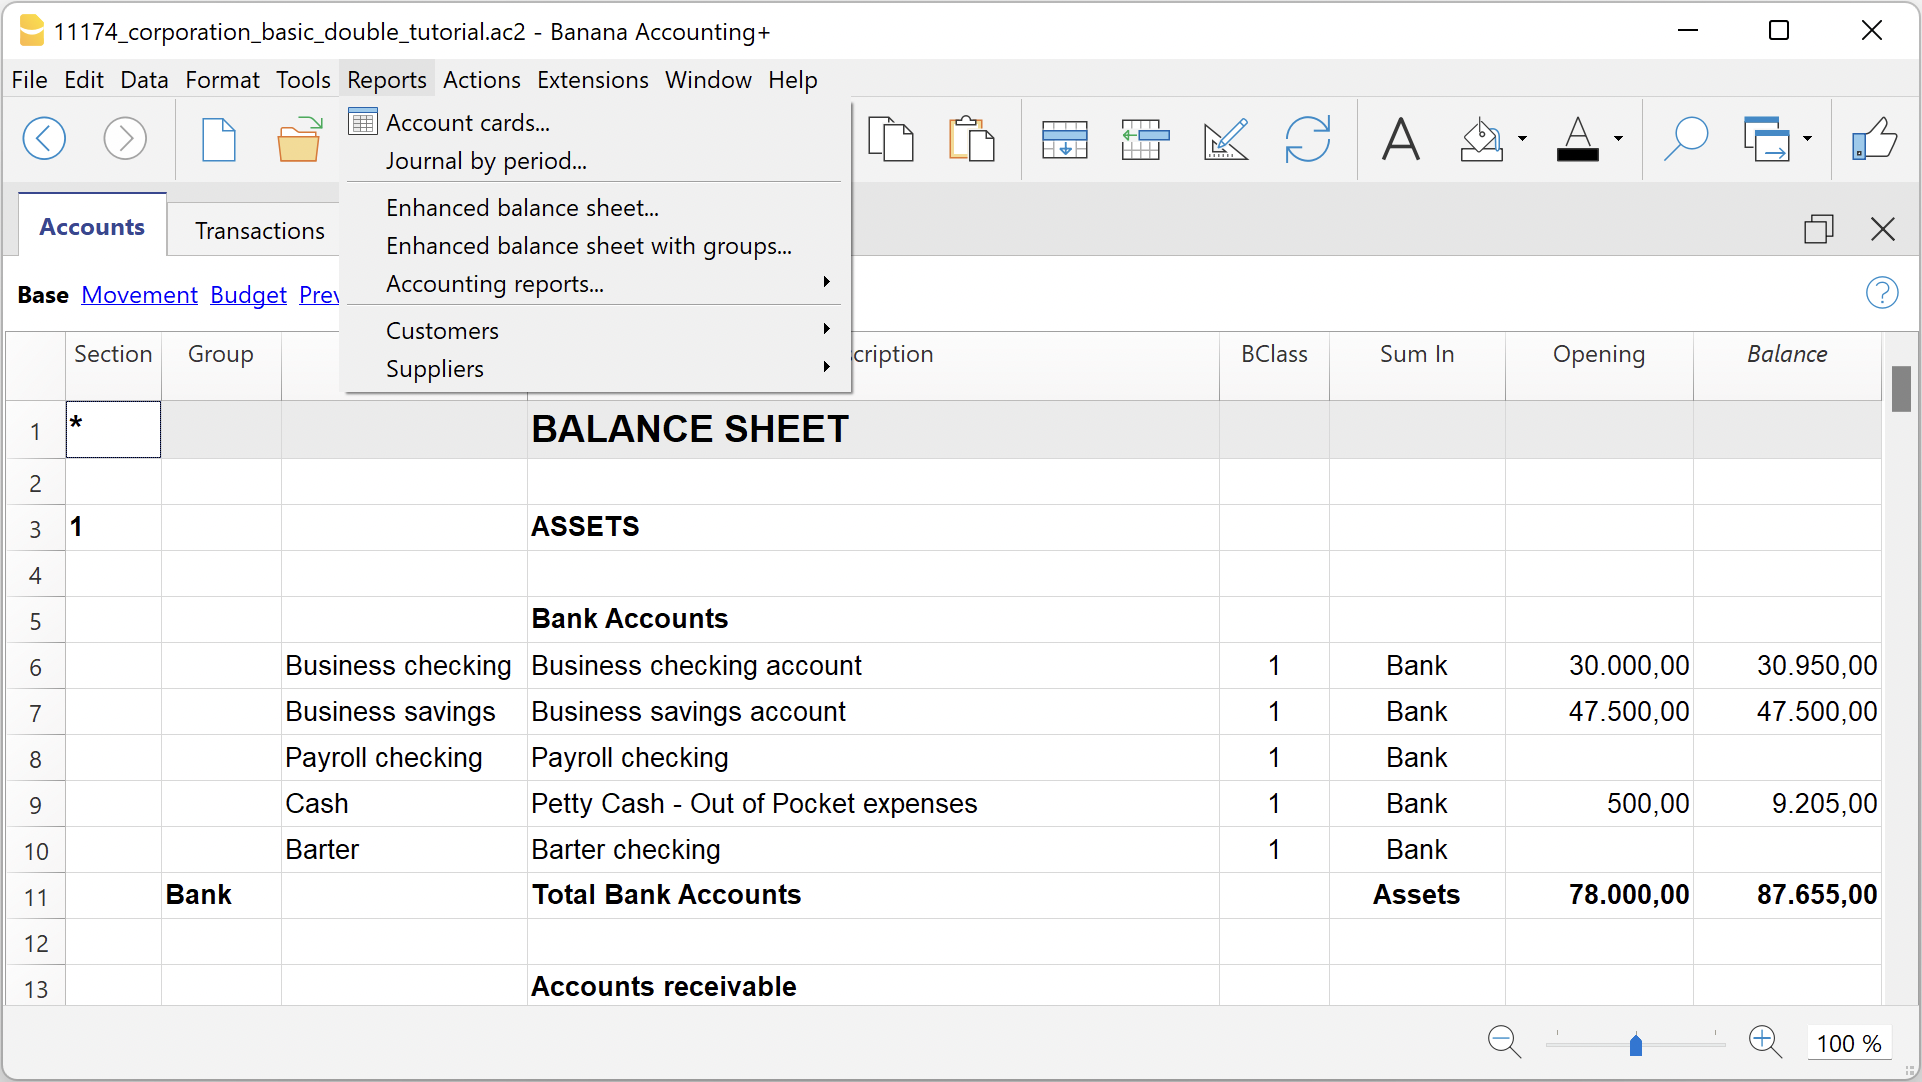 11174_corporation_basic_double_tutorial.ac2 - Banana Accounting+
File Edit Data Format Tools Reports Actions Extensions Window Help
Account cards...
Journal by period...
Enhanced balance sheet...
Enhanced balance sheet with groups...
Accounting reports...
Customers
Suppliers
Accounts Transactions
Base Movement Budget Prev
Section Group cription BClass Sum In Opening Balance
1 * BALANCE SHEET
2
3 1 ASSETS
4
5 Bank Accounts
6 Business checking Business checking account 1 Bank 30.000,00 30.950,00
7 Business savings Business savings account 1 Bank 47.500,00 47.500,00
8 Payroll checking Payroll checking 1 Bank
9 Cash Petty Cash - Out of Pocket expenses 1 Bank 500,00 9.205,00
10 Barter Barter checking 1 Bank
11 Bank Total Bank Accounts Assets 78.000,00 87.655,00
12
13 Accounts receivable
100 %